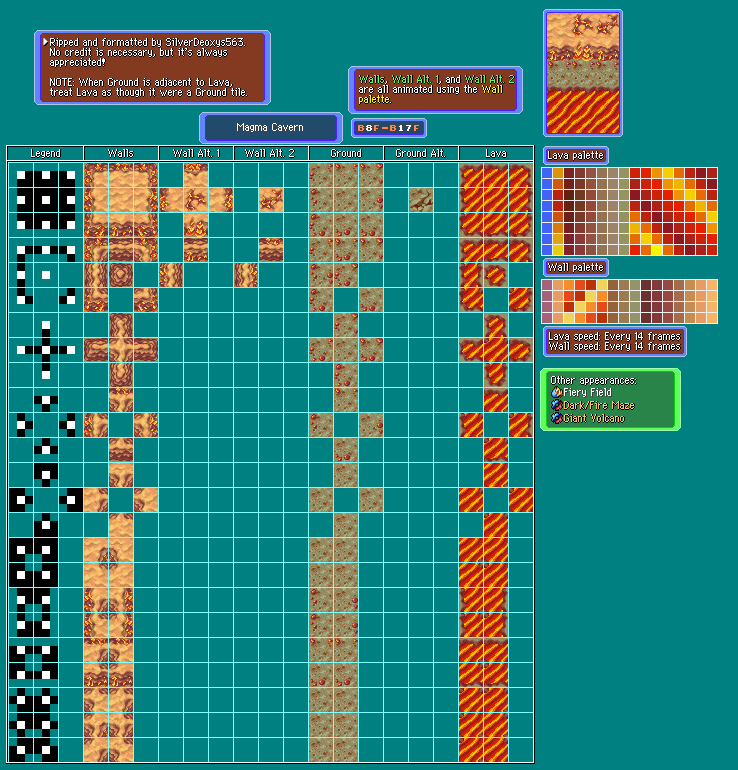 Ripped and formatted by SilverDeoxys563.
No credit is necessary, but it's always
appreciated!
NOTE: When Ground is adjacent to Lava,
treat Lava as though it were a Ground tile.
Walls, Wall Alt. 1, and Wall Alt. 2
are all animated using the Wall
palette.
Magma Cavern
B8F-B17F
Legend
Walls
Wall Alt. 1
Wall Alt. 2
Ground
Ground Alt.
Lava
Lava palette
Wall palette
Lava speed: Every 14 frames
Wall speed: Every 14 frames
Other appearances:
Fiery Field
Dark/Fire Maze
Giant Volcano